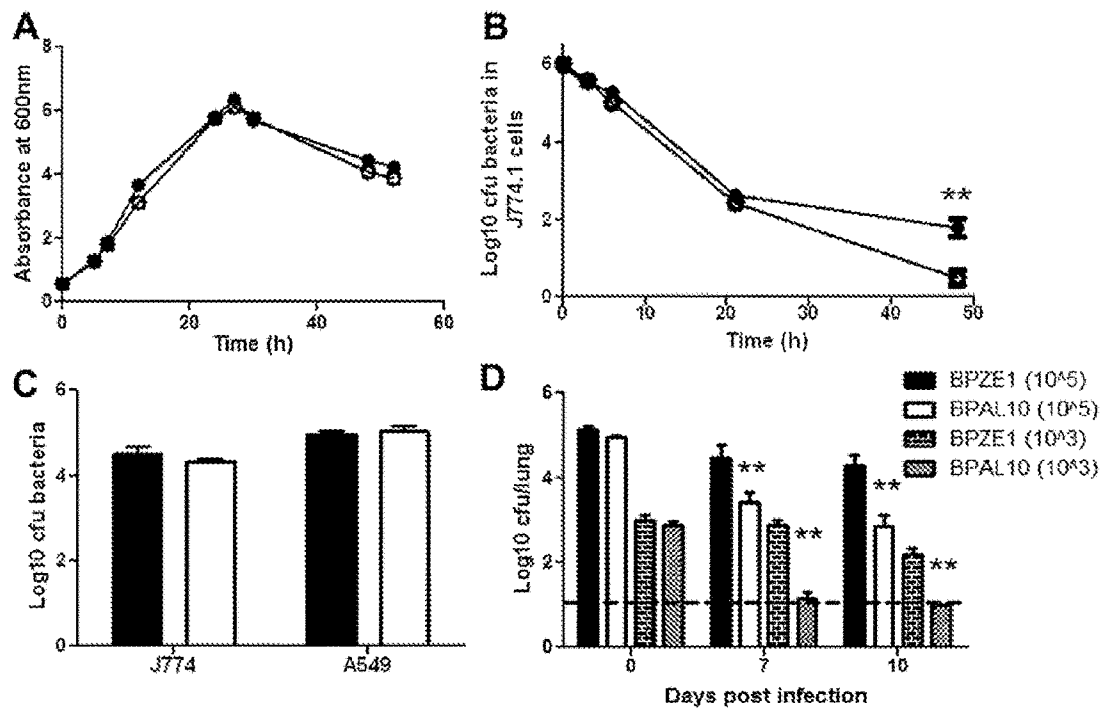 A
Absorbance at 600nm
8
6
4
2
0
0 20 40 60
Time (h)
B
Log10 cfu bacteria in
J774.1 cells
6
4
2
0
**
0 10 20 30 40 50
Time (h)
C
Log10 cfu bacteria
6
4
2
0
J774 A549
D
Log10 cfu/lung
6
4
2
0
BPZE1 (10^5)
BPAL10 (10^5)
BPZE1 (10^3)
BPAL10 (10^3)
** ** ** **
0 7 10
Days post infection